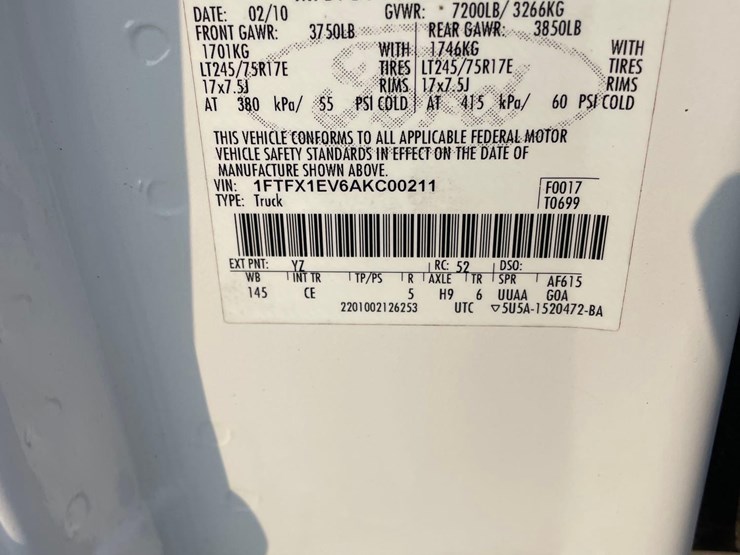 DATE: 02/10 GVWR: 7200LB/ 3266KG
FRONT GAWR: 3750LB REAR GAWR: 3850LB
1701KG WITH 1746KG WITH
LT245/75R17E TIRES LT245/75R17E TIRES
17x7.5J RIMS 17x7.5J RIMS
AT 380 kPa/ 55 PSI COLD AT 415 kPa/ 60 PSI COLD
Ford
THIS VEHICLE CONFORMS TO ALL APPLICABLE FEDERAL MOTOR
VEHICLE SAFETY STANDARDS IN EFFECT ON THE DATE OF
MANUFACTURE SHOWN ABOVE.
VIN: 1FTFX1EV6AKC00211 F0017
TYPE: Truck T0699
EXT PNT: YZ RC: 52 DSO:
WB INT TR TP/PS R AXLE TR SPR AF615
145 CE 5 H9 6 UUAA G0A
2201002126253 UTC ▽5U5A-1520472-BA